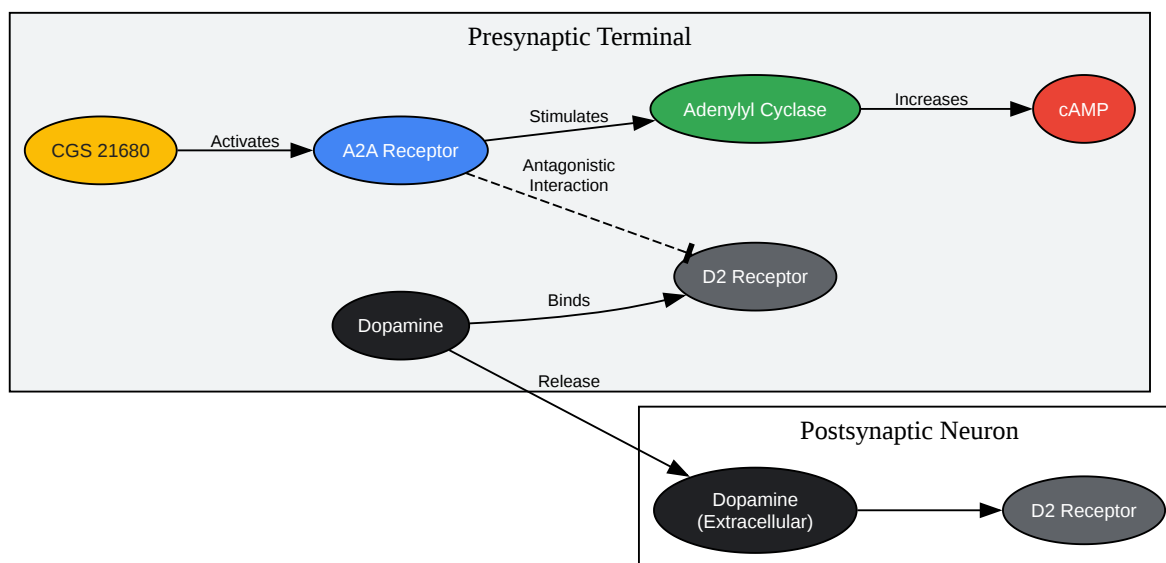 Presynaptic Terminal
CGS 21680
Activates
A2A Receptor
Stimulates
Adenylyl Cyclase
Increases
cAMP
Antagonistic
Interaction
D2 Receptor
Dopamine
Binds
Release
Postsynaptic Neuron
Dopamine
(Extracellular)
D2 Receptor